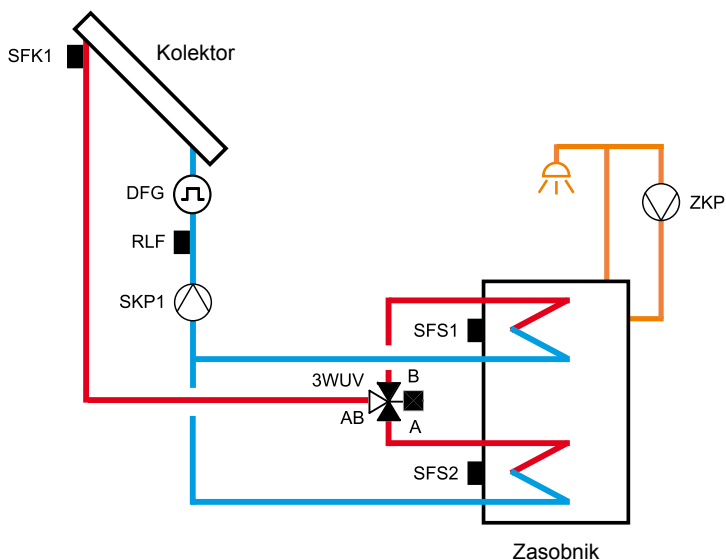 SFK1
Kolektor
DFG
ZKP
RLF
SKP1
SFS1
3WUV
B
AB
A
SFS2
Zasobnik